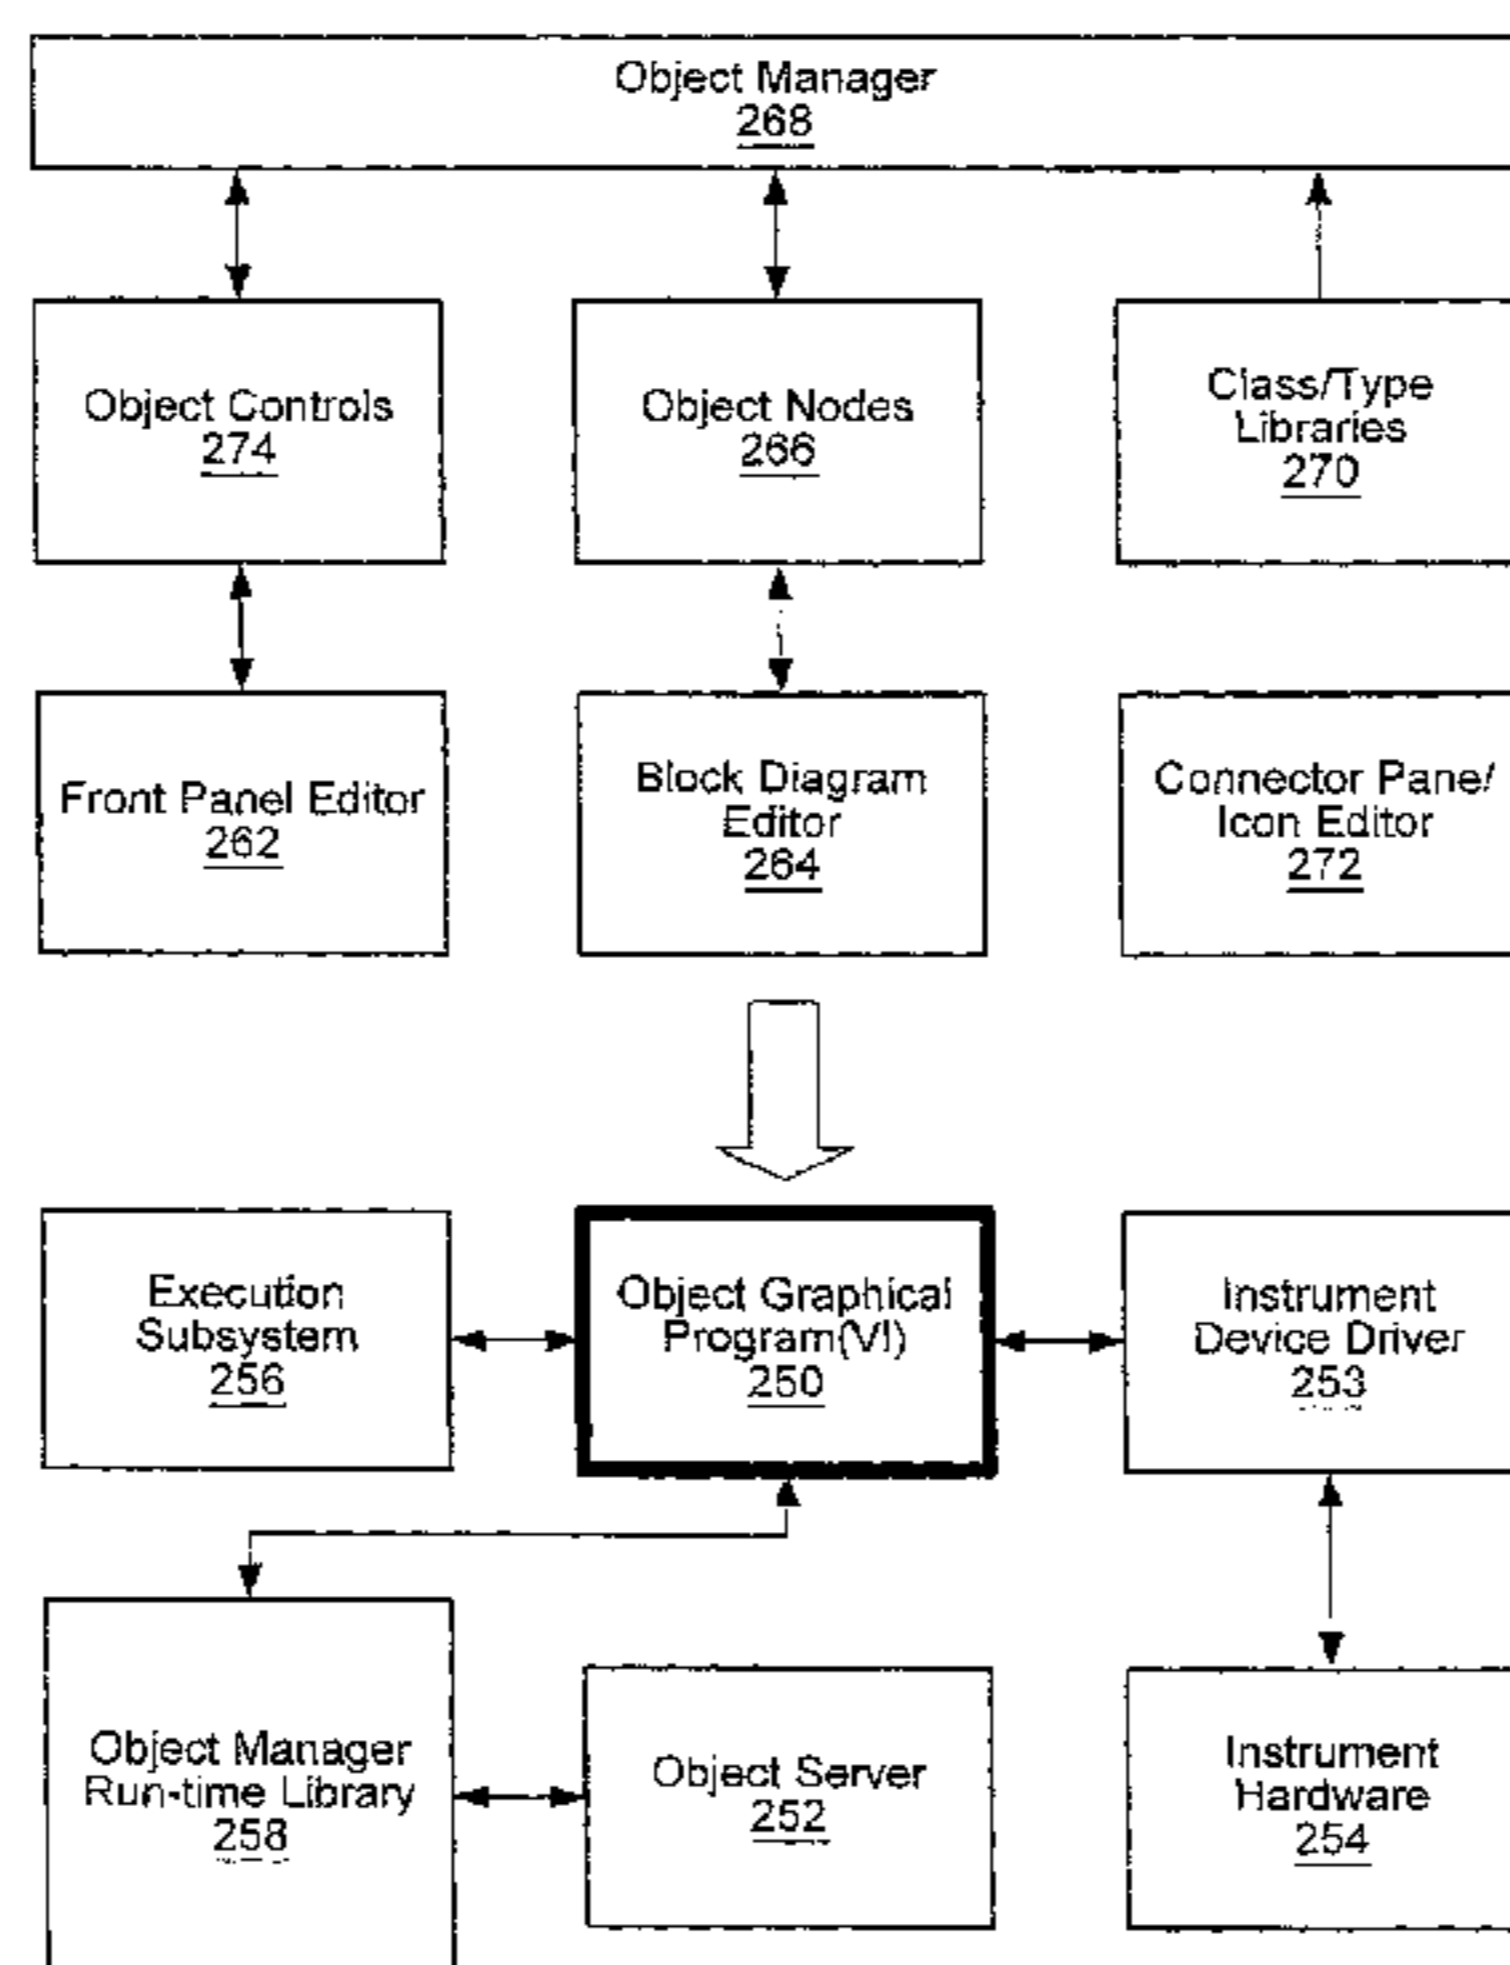 Object Manager
268
Object Controls
274
Object Nodes
266
Class/Type
Libraries
270
Front Panel Editor
262
Block Diagram
Editor
264
Connector Pane/
Icon Editor
272
Execution
Subsystem
256
Object Graphical
Program(VI)
250
Instrument
Device Driver
253
Object Manager
Run-time Library
258
Object Server
252
Instrument
Hardware
254